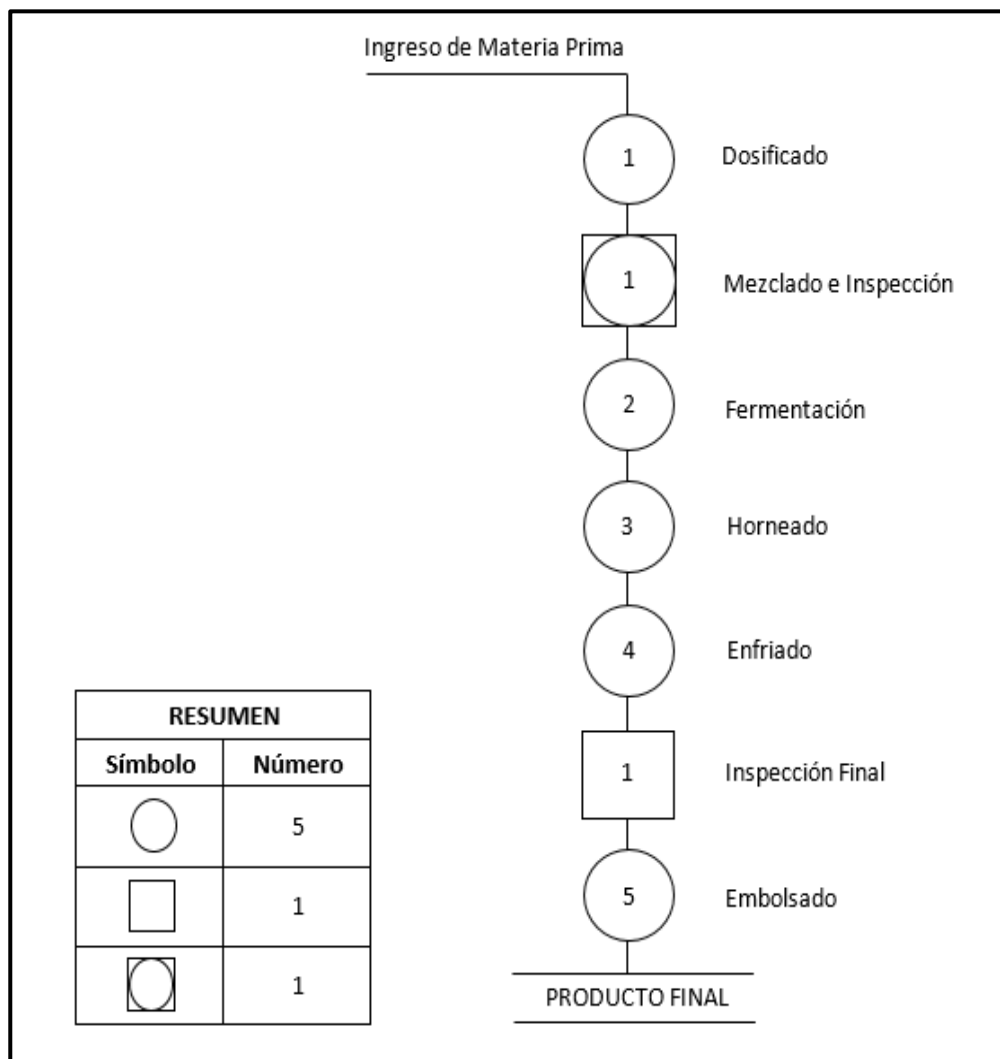 Ingreso de Materia Prima
1 Dosificado
1 Mezclado e Inspección
2 Fermentación
3 Horneado
4 Enfriado
1 Inspección Final
5 Embolsado
PRODUCTO FINAL
RESUMEN
Símbolo Número
5
1
1